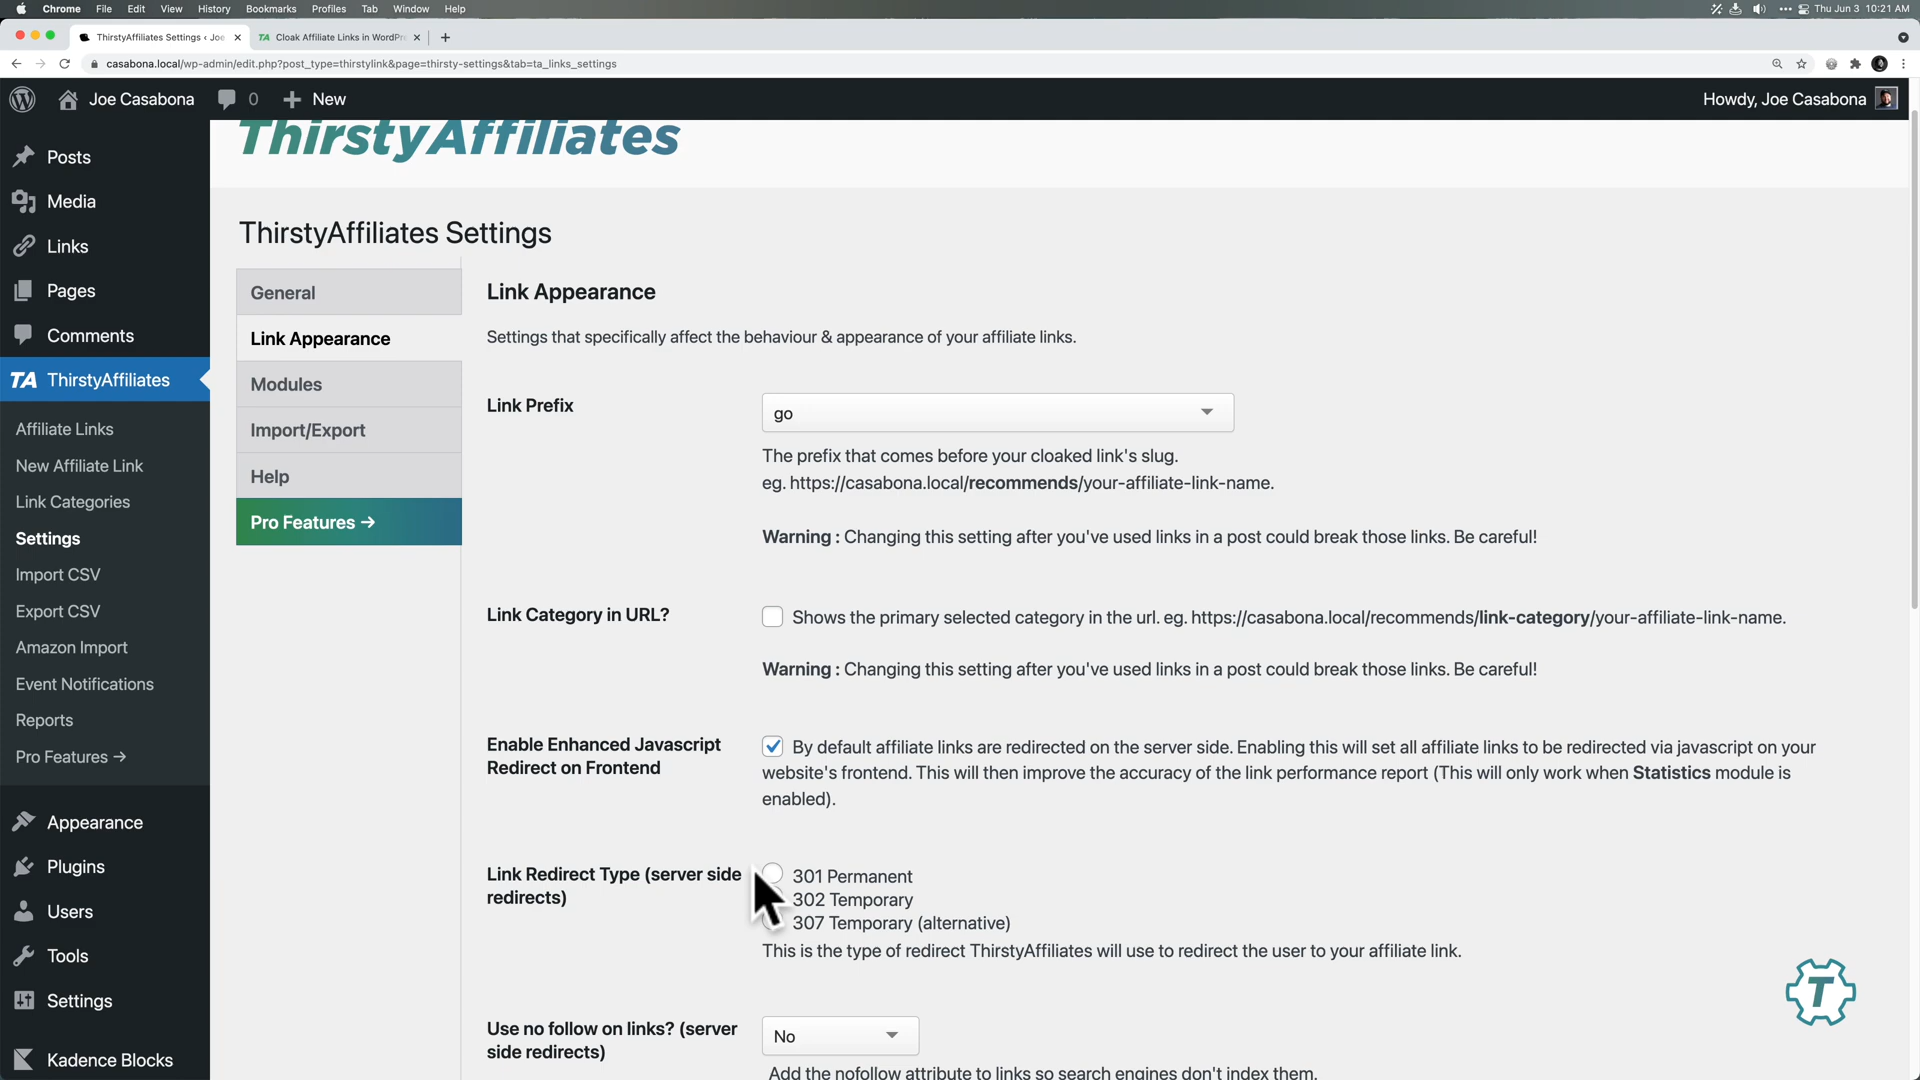 Chrome File Edit View History Bookmarks Profiles Tab Window Help Thu Jun 3 10:21 AM
ThirstyAffiliates Settings ‹ Joe
TA Cloak Affiliate Links in WordPr
casabona.local/wp-admin/edit.php?post_type=thirstylink&page=thirsty-settings&tab=ta_links_settings
Joe Casabona 0 New
Howdy, Joe Casabona
Posts
Media
Links
Pages
Comments
TA ThirstyAffiliates
Affiliate Links
New Affiliate Link
Link Categories
Settings
Import CSV
Export CSV
Amazon Import
Event Notifications
Reports
Pro Features →
Appearance
Plugins
Users
Tools
Settings
Kadence Blocks
ThirstyAffiliates
ThirstyAffiliates Settings
General
Link Appearance
Modules
Import/Export
Help
Pro Features →
Link Appearance
Settings that specifically affect the behaviour & appearance of your affiliate links.
Link Prefix
go
The prefix that comes before your cloaked link's slug.
eg. https://casabona.local/recommends/your-affiliate-link-name.
Warning : Changing this setting after you've used links in a post could break those links. Be careful!
Link Category in URL?
Shows the primary selected category in the url. eg. https://casabona.local/recommends/link-category/your-affiliate-link-name.
Warning : Changing this setting after you've used links in a post could break those links. Be careful!
Enable Enhanced Javascript
Redirect on Frontend
By default affiliate links are redirected on the server side. Enabling this will set all affiliate links to be redirected via javascript on your
website's frontend. This will then improve the accuracy of the link performance report (This will only work when Statistics module is
enabled).
Link Redirect Type (server side
redirects)
301 Permanent
302 Temporary
307 Temporary (alternative)
This is the type of redirect ThirstyAffiliates will use to redirect the user to your affiliate link.
Use no follow on links? (server
side redirects)
No
Add the nofollow attribute to links so search engines don't index them.
T